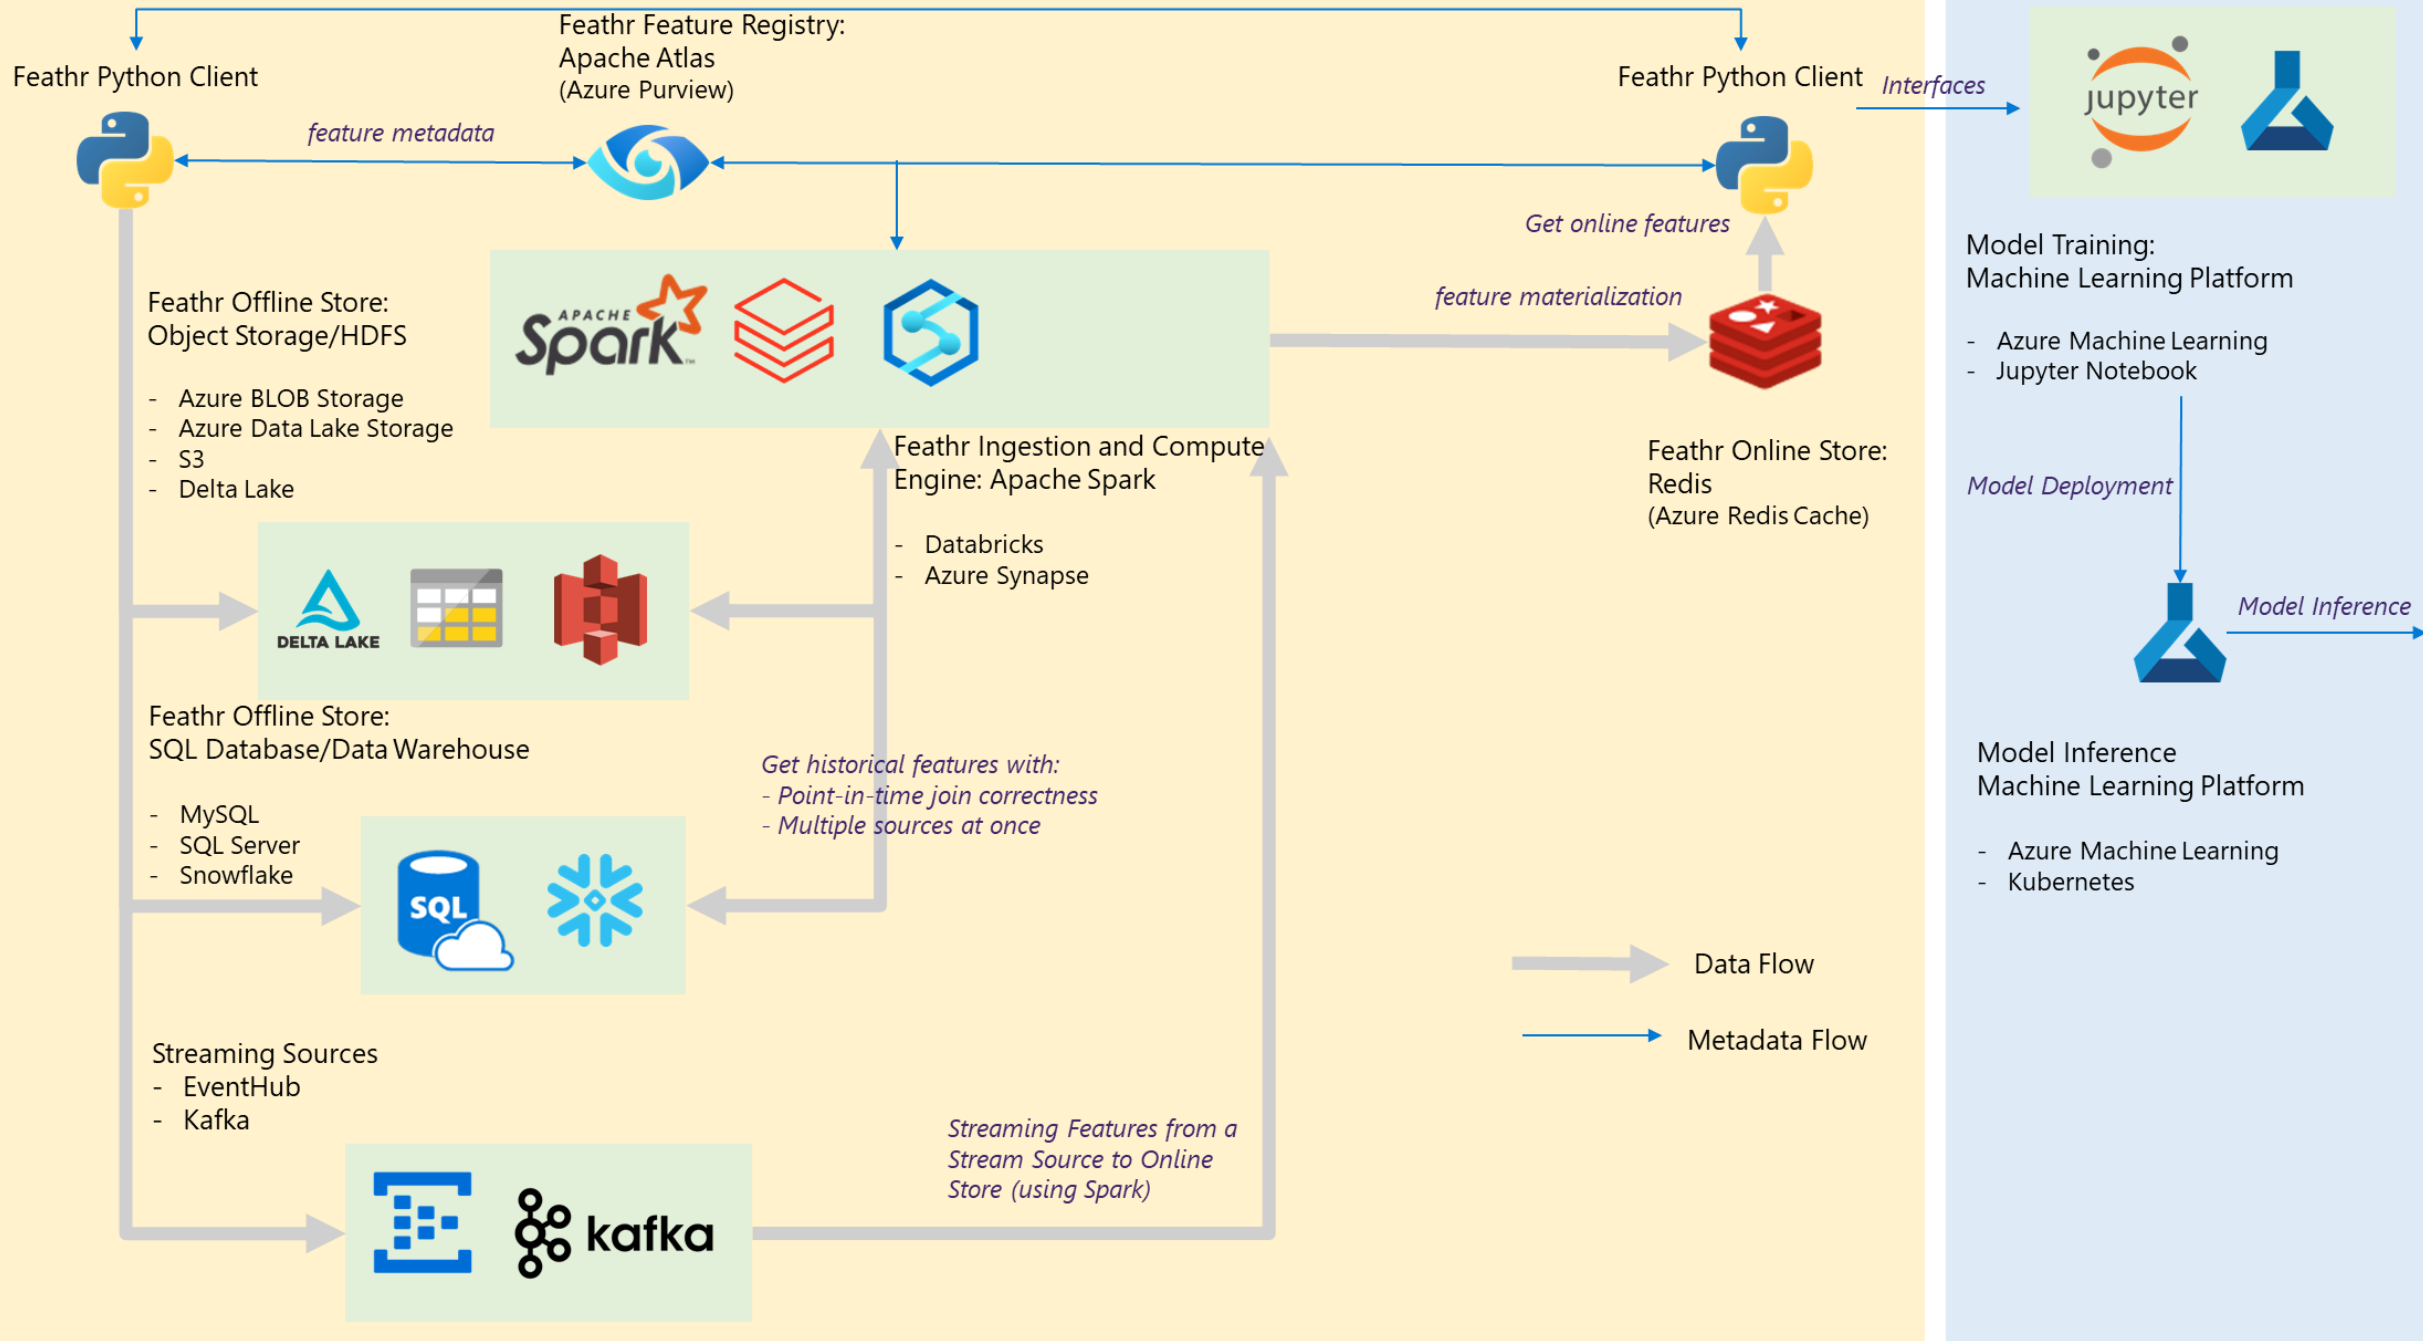 Feathr Feature Registry:
Apache Atlas
(Azure Purview)
Feathr Python Client
feature metadata
Feathr Python Client
Interfaces
jupyter
Get online features
feature materialization
Feathr Offline Store:
Object Storage/HDFS
- Azure BLOB Storage
- Azure Data Lake Storage
- S3
- Delta Lake
APACHE
Spark™
Feathr Ingestion and Compute
Engine: Apache Spark
- Databricks
- Azure Synapse
Feathr Online Store:
Redis
(Azure Redis Cache)
Model Training:
Machine Learning Platform
- Azure Machine Learning
- Jupyter Notebook
Model Deployment
Model Inference
DELTA LAKE
Feathr Offline Store:
SQL Database/Data Warehouse
- MySQL
- SQL Server
- Snowflake
SQL
Get historical features with:
- Point-in-time join correctness
- Multiple sources at once
Model Inference
Machine Learning Platform
- Azure Machine Learning
- Kubernetes
Data Flow
Metadata Flow
Streaming Sources
- EventHub
- Kafka
kafka
Streaming Features from a
Stream Source to Online
Store (using Spark)